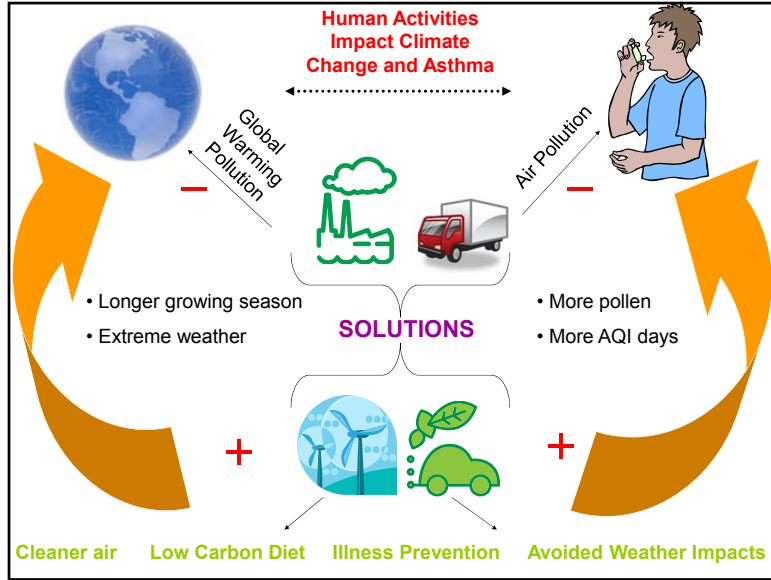 Human Activities
Impact Climate
Change and Asthma
Global
Warming
Pollution
Air Pollution
• Longer growing season
• Extreme weather
SOLUTIONS
• More pollen
• More AQI days
Cleaner air
Low Carbon Diet
Illness Prevention
Avoided Weather Impacts